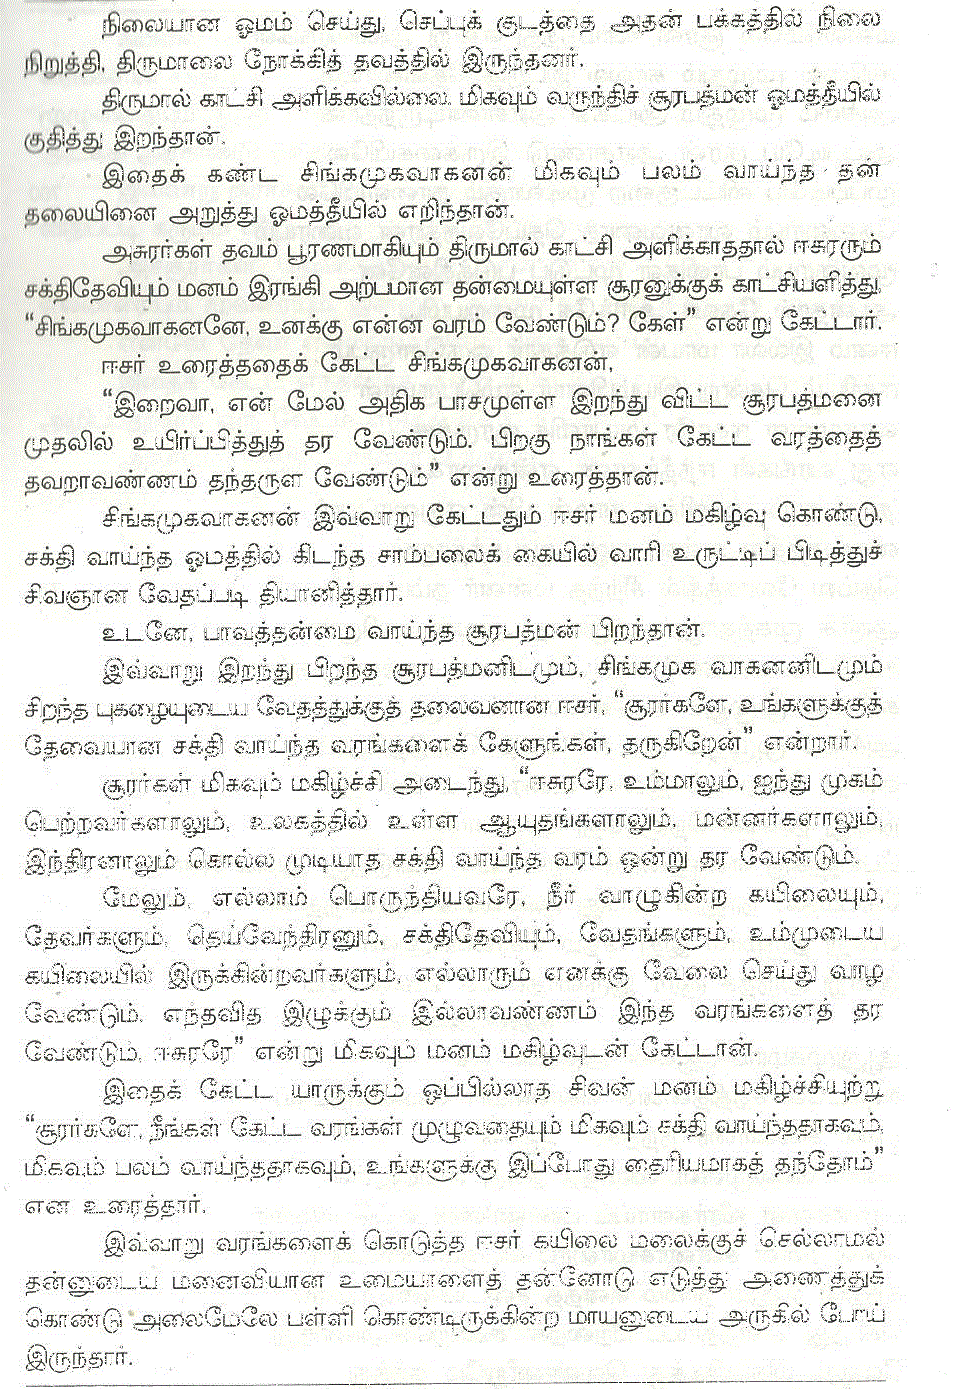 நிலையான ஓமம் செய்து, செப்புக் குடத்தை அதன் பக்கத்தில் நிலை
நிறுத்தி, திருமாலை நோக்கித் தவத்தில் இருந்தனர்.
திருமால் காட்சி அளிக்கவில்லை. மிகவும் வருந்திச் சூரபத்மன் ஓமத்தீயில்
குதித்து இறந்தான்.
இதைக் கண்ட சிங்கமுகவாகனன் மிகவும் பலம் வாய்ந்த தன்
தலையினை அறுத்து ஓமத்தீயில் எறிந்தான்.
அசுரர்கள் தவம் பூரணமாகியும் திருமால் காட்சி அளிக்காததால் ஈசுரரும்
சக்திதேவியும் மனம் இரங்கி அற்பமான தன்மையுள்ள சூரனுக்குக் காட்சியளித்து,
“சிங்கமுகவாகனனே, உனக்கு என்ன வரம் வேண்டும்? கேள்” என்று கேட்டார்.
ஈசர் உரைத்ததைக் கேட்ட சிங்கமுகவாகனன்,
“இறைவா, என் மேல் அதிக பாசமுள்ள இறந்து விட்ட சூரபத்மனை
முதலில் உயிர்ப்பித்துத் தர வேண்டும். பிறகு நாங்கள் கேட்ட வரத்தைத்
தவறாவண்ணம் தந்தருள வேண்டும்” என்று உரைத்தான்.
சிங்கமுகவாகனன் இவ்வாறு கேட்டதும் ஈசர் மனம் மகிழ்வு கொண்டு,
சக்தி வாய்ந்த ஓமத்தில் கிடந்த சாம்பலைக் கையில் வாரி உருட்டிப் பிடித்துச்
சிவஞான வேதப்படி தியானித்தார்.
உடனே, பாவத்தன்மை வாய்ந்த சூரபத்மன் பிறந்தான்.
இவ்வாறு இறந்து பிறந்த சூரபத்மனிடமும், சிங்கமுக வாகனனிடமும்
சிறந்த புகழையுடைய வேதத்துக்குத் தலைவனான ஈசர், “சூரர்களே, உங்களுக்குத்
தேவையான சக்தி வாய்ந்த வரங்களைக் கேளுங்கள், தருகிறேன்” என்றார்.
சூரர்கள் மிகவும் மகிழ்ச்சி அடைந்து, “ஈசுரரே, உம்மாலும், ஐந்து முகம்
பெற்றவர்களாலும், உலகத்தில் உள்ள ஆயுதங்களாலும், மன்னர்களாலும்,
இந்திரனாலும் கொல்ல முடியாத சக்தி வாய்ந்த வரம் ஒன்று தர வேண்டும்.
மேலும், எல்லாம் பொருந்தியவரே, நீர் வாழுகின்ற கயிலையும்,
தேவர்களும், தெய்வேந்திரனும், சக்திதேவியும், வேதங்களும், உம்முடைய
கயிலையில் இருக்கின்றவர்களும், எல்லாரும் எனக்கு வேலை செய்து வாழ
வேண்டும். எந்தவித இழுக்கும் இல்லாவண்ணம் இந்த வரங்களைத் தர
வேண்டும், ஈசுரரே” என்று மிகவும் மனம் மகிழ்வுடன் கேட்டான்.
இதைக் கேட்ட யாருக்கும் ஒப்பில்லாத சிவன் மனம் மகிழ்ச்சியுற்று,
“சூரர்களே, நீங்கள் கேட்ட வரங்கள் முழுவதையும் மிகவும் சக்தி வாய்ந்ததாகவும்,
மிகவும் பலம் வாய்ந்ததாகவும், உங்களுக்கு இப்போது தைரியமாகத் தந்தோம்”
என உரைத்தார்.
இவ்வாறு வரங்களைக் கொடுத்த ஈசர் கயிலை மலைக்குச் செல்லாமல்
தன்னுடைய மனைவியான உமையாளைத் தன்னோடு எடுத்து அணைத்துக்
கொண்டு அலைமேலே பள்ளி கொண்டிருக்கின்ற மாயனுடைய அருகில் போய்
இருந்தார்.